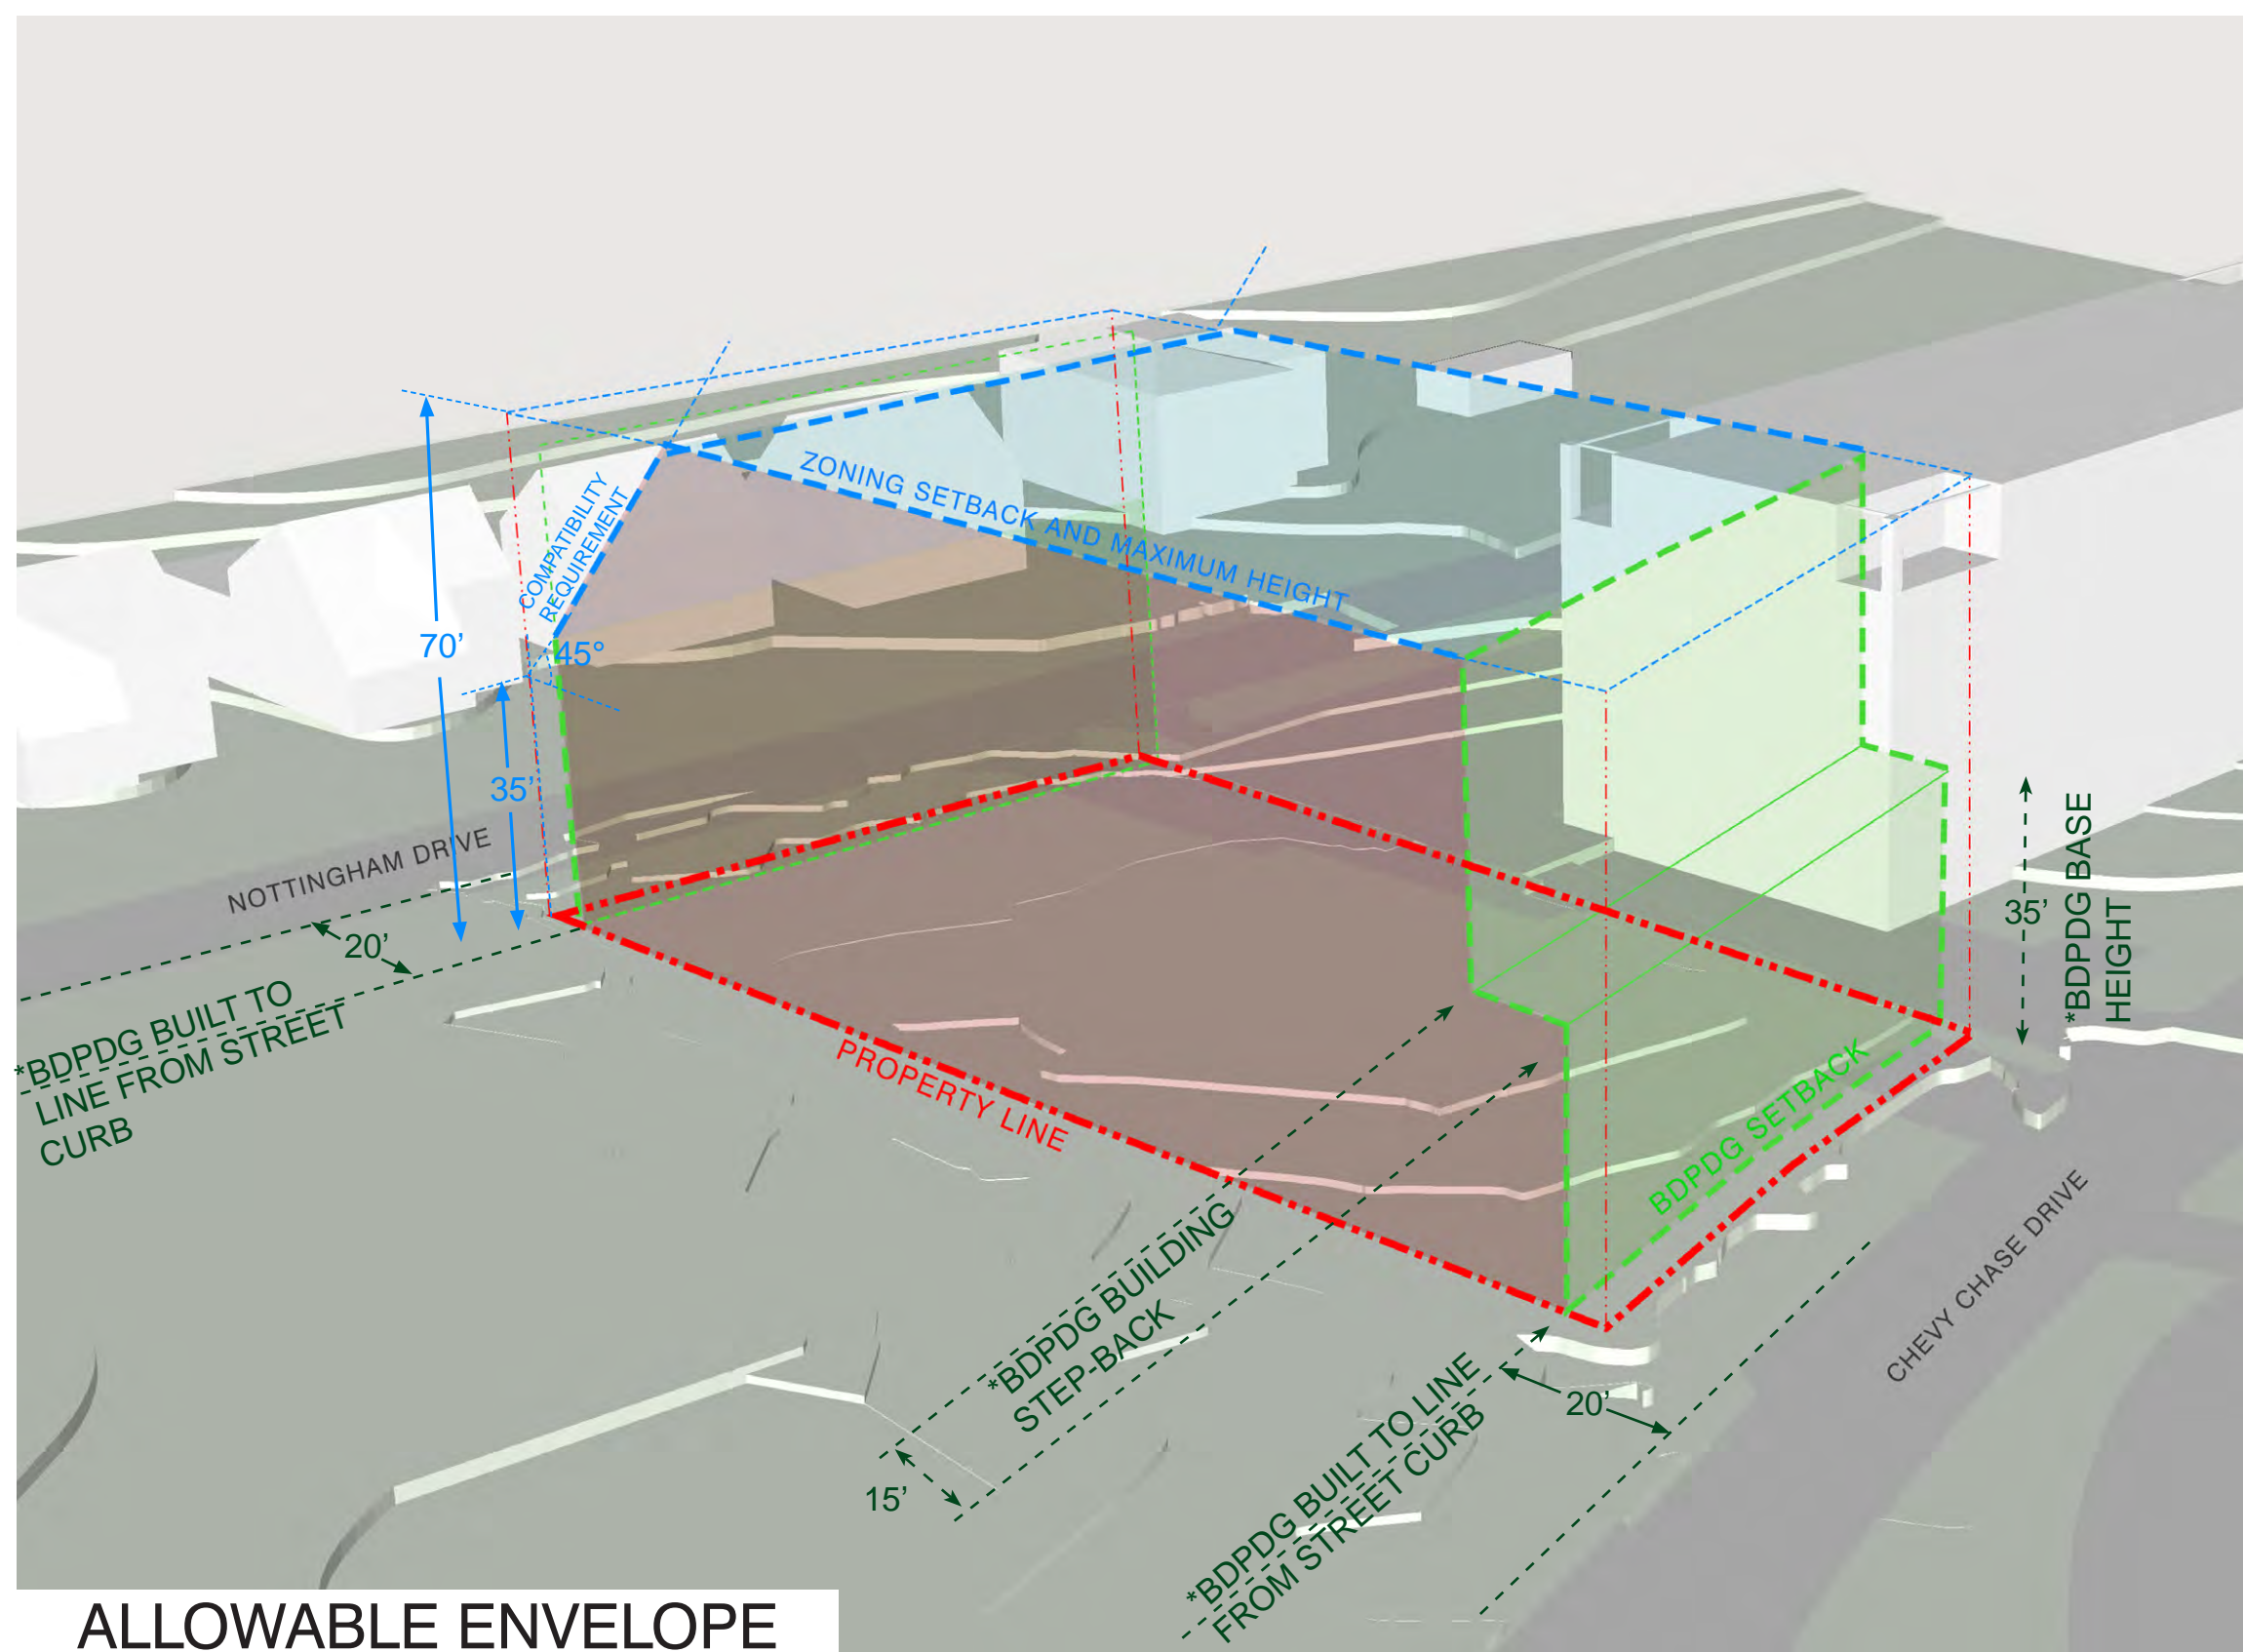 COMPATIBILITY
REQUIREMENT
ZONING SETBACK AND MAXIMUM HEIGHT
70’
45°
35’
NOTTINGHAM DRIVE
20’
*BDPDG BUILT TO
LINE FROM STREET
CURB
PROPERTY LINE
35’
*BDPDG BASE
HEIGHT
BDPDG SETBACK
CHEVY CHASE DRIVE
*BDPDG BUILDING
STEP-BACK
15’
*BDPDG BUILT TO LINE
FROM STREET CURB
20’
ALLOWABLE ENVELOPE